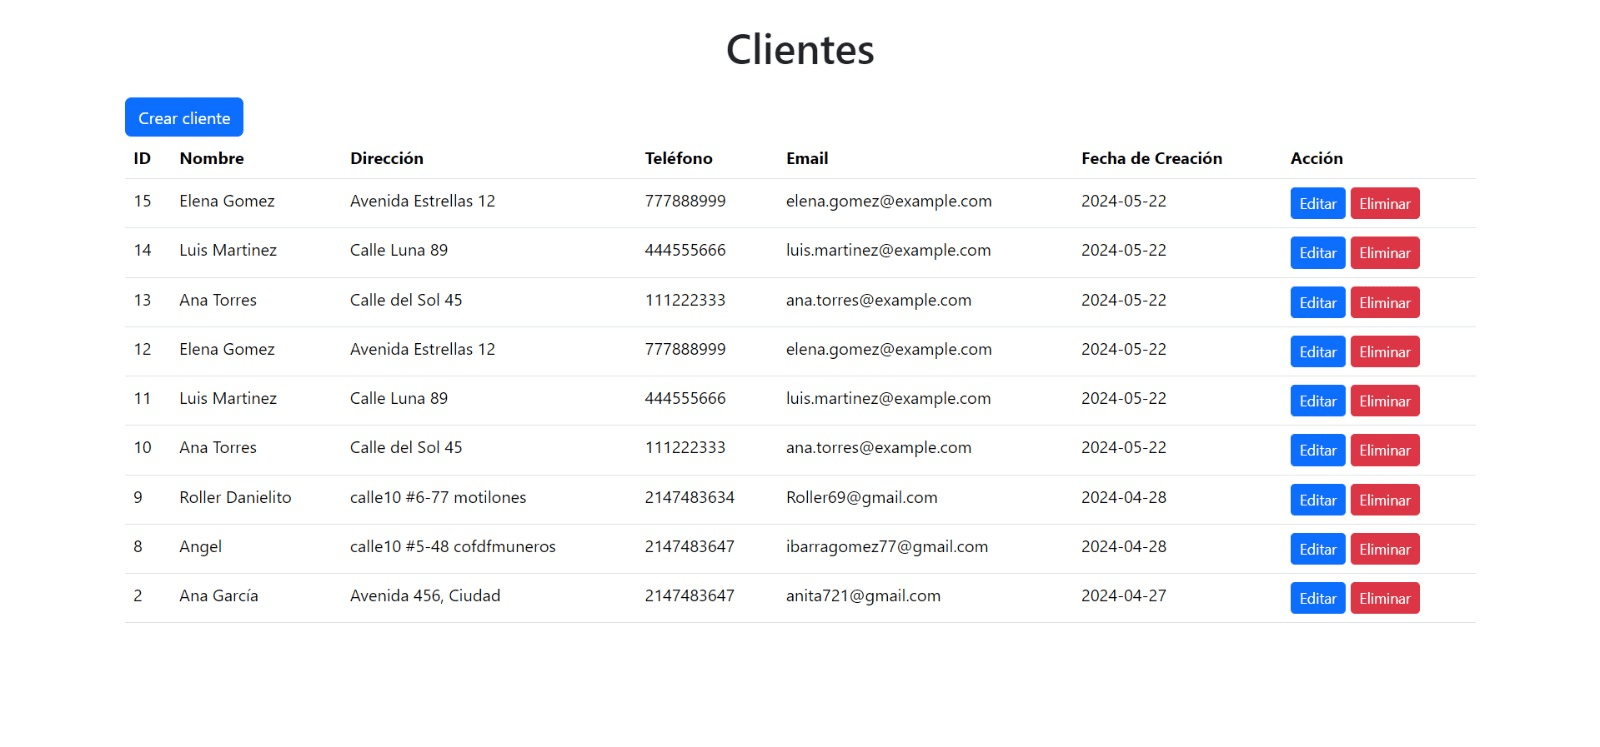 Clientes
Crear cliente
ID Nombre Dirección Teléfono Email Fecha de Creación Acción
15 Elena Gomez Avenida Estrellas 12 777888999 elena.gomez@example.com 2024-05-22 Editar Eliminar
14 Luis Martinez Calle Luna 89 444555666 luis.martinez@example.com 2024-05-22 Editar Eliminar
13 Ana Torres Calle del Sol 45 111222333 ana.torres@example.com 2024-05-22 Editar Eliminar
12 Elena Gomez Avenida Estrellas 12 777888999 elena.gomez@example.com 2024-05-22 Editar Eliminar
11 Luis Martinez Calle Luna 89 444555666 luis.martinez@example.com 2024-05-22 Editar Eliminar
10 Ana Torres Calle del Sol 45 111222333 ana.torres@example.com 2024-05-22 Editar Eliminar
9 Roller Danielito calle10 #6-77 motilones 2147483634 Roller69@gmail.com 2024-04-28 Editar Eliminar
8 Angel calle10 #5-48 cofdfmuneros 2147483647 ibarragomez77@gmail.com 2024-04-28 Editar Eliminar
2 Ana García Avenida 456, Ciudad 2147483647 anita721@gmail.com 2024-04-27 Editar Eliminar